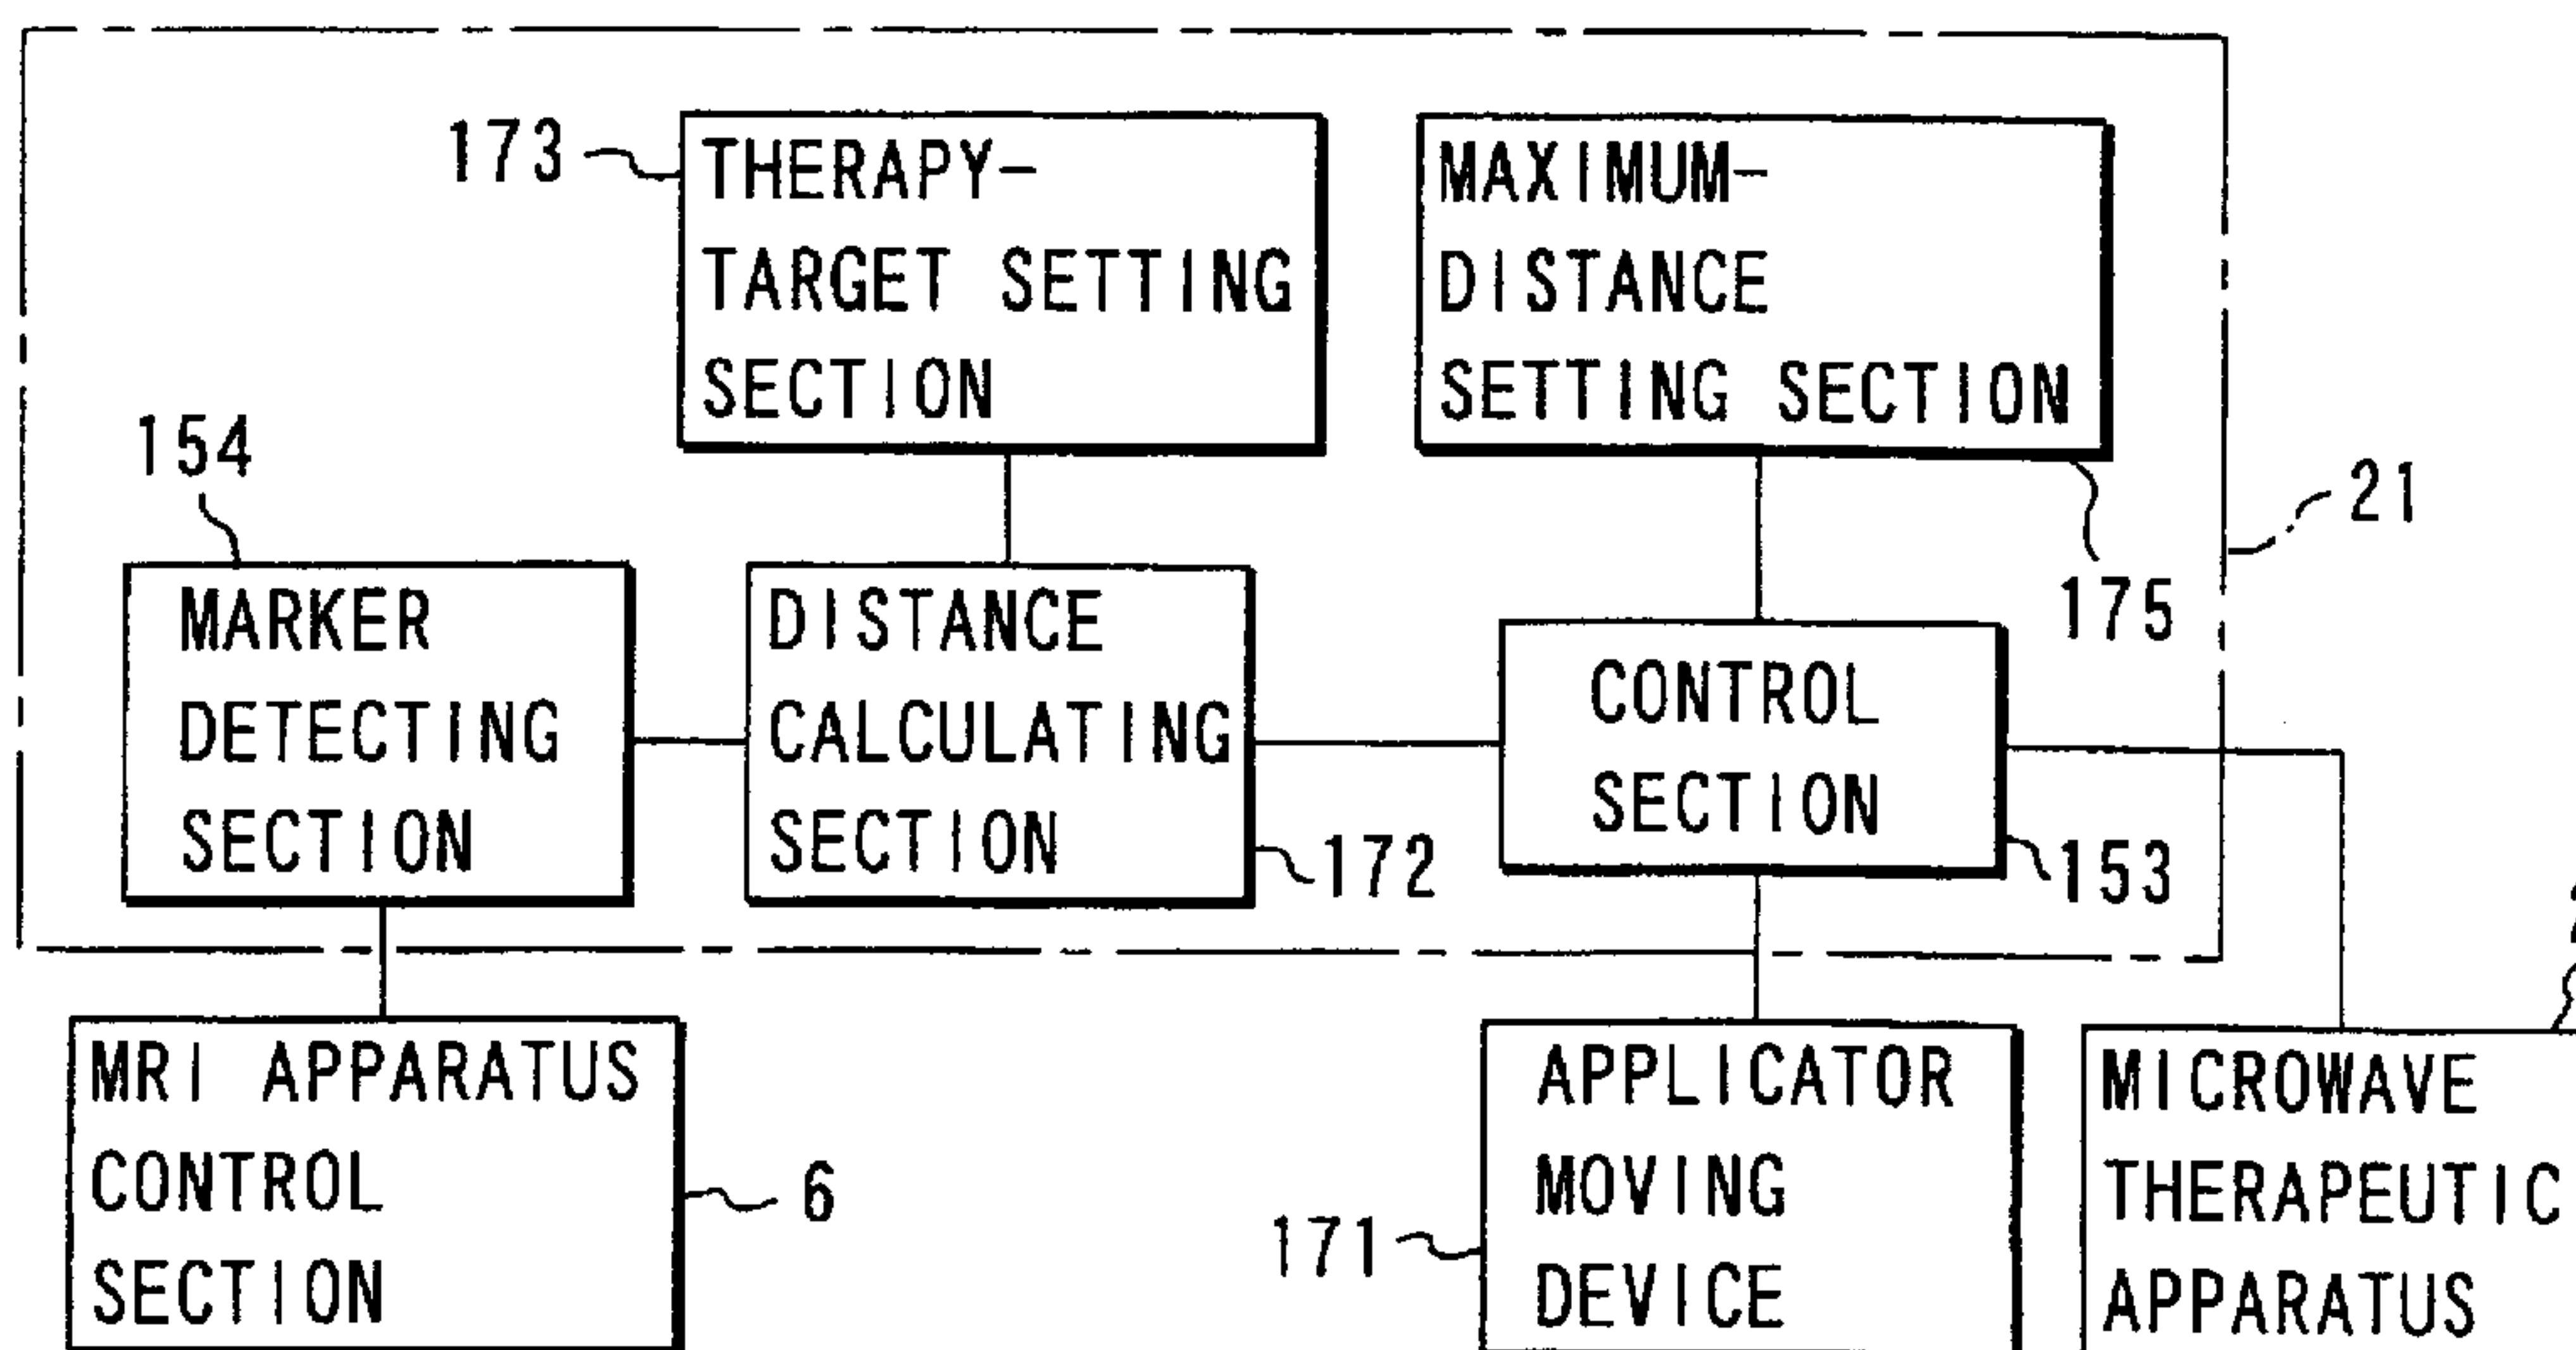 173
THERAPY-
TARGET SETTING
SECTION
MAXIMUM-
DISTANCE
SETTING SECTION
175
21
154
MARKER
DETECTING
SECTION
DISTANCE
CALCULATING
SECTION
172
CONTROL
SECTION
153
MRI APPARATUS
CONTROL
SECTION
6
171
APPLICATOR
MOVING
DEVICE
MICROWAVE
THERAPEUTIC
APPARATUS